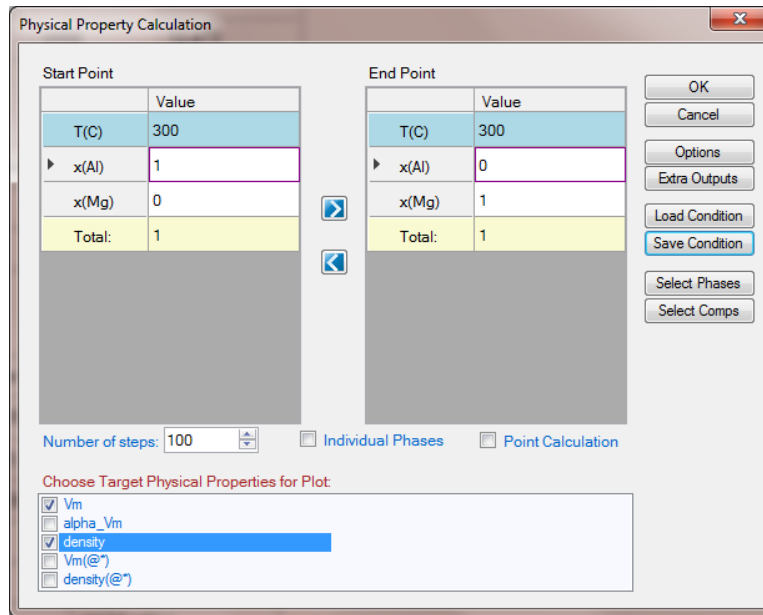 Physical Property Calculation
Start Point
Value
T(C) 300
x(Al) 1
x(Mg) 0
Total: 1
End Point
Value
T(C) 300
x(Al) 0
x(Mg) 1
Total: 1
OK
Cancel
Options
Extra Outputs
Load Condition
Save Condition
Select Phases
Select Comps
Number of steps: 100 Individual Phases Point Calculation
Choose Target Physical Properties for Plot:
Vm
alpha_Vm
density
Vm(@*)
density(@*)